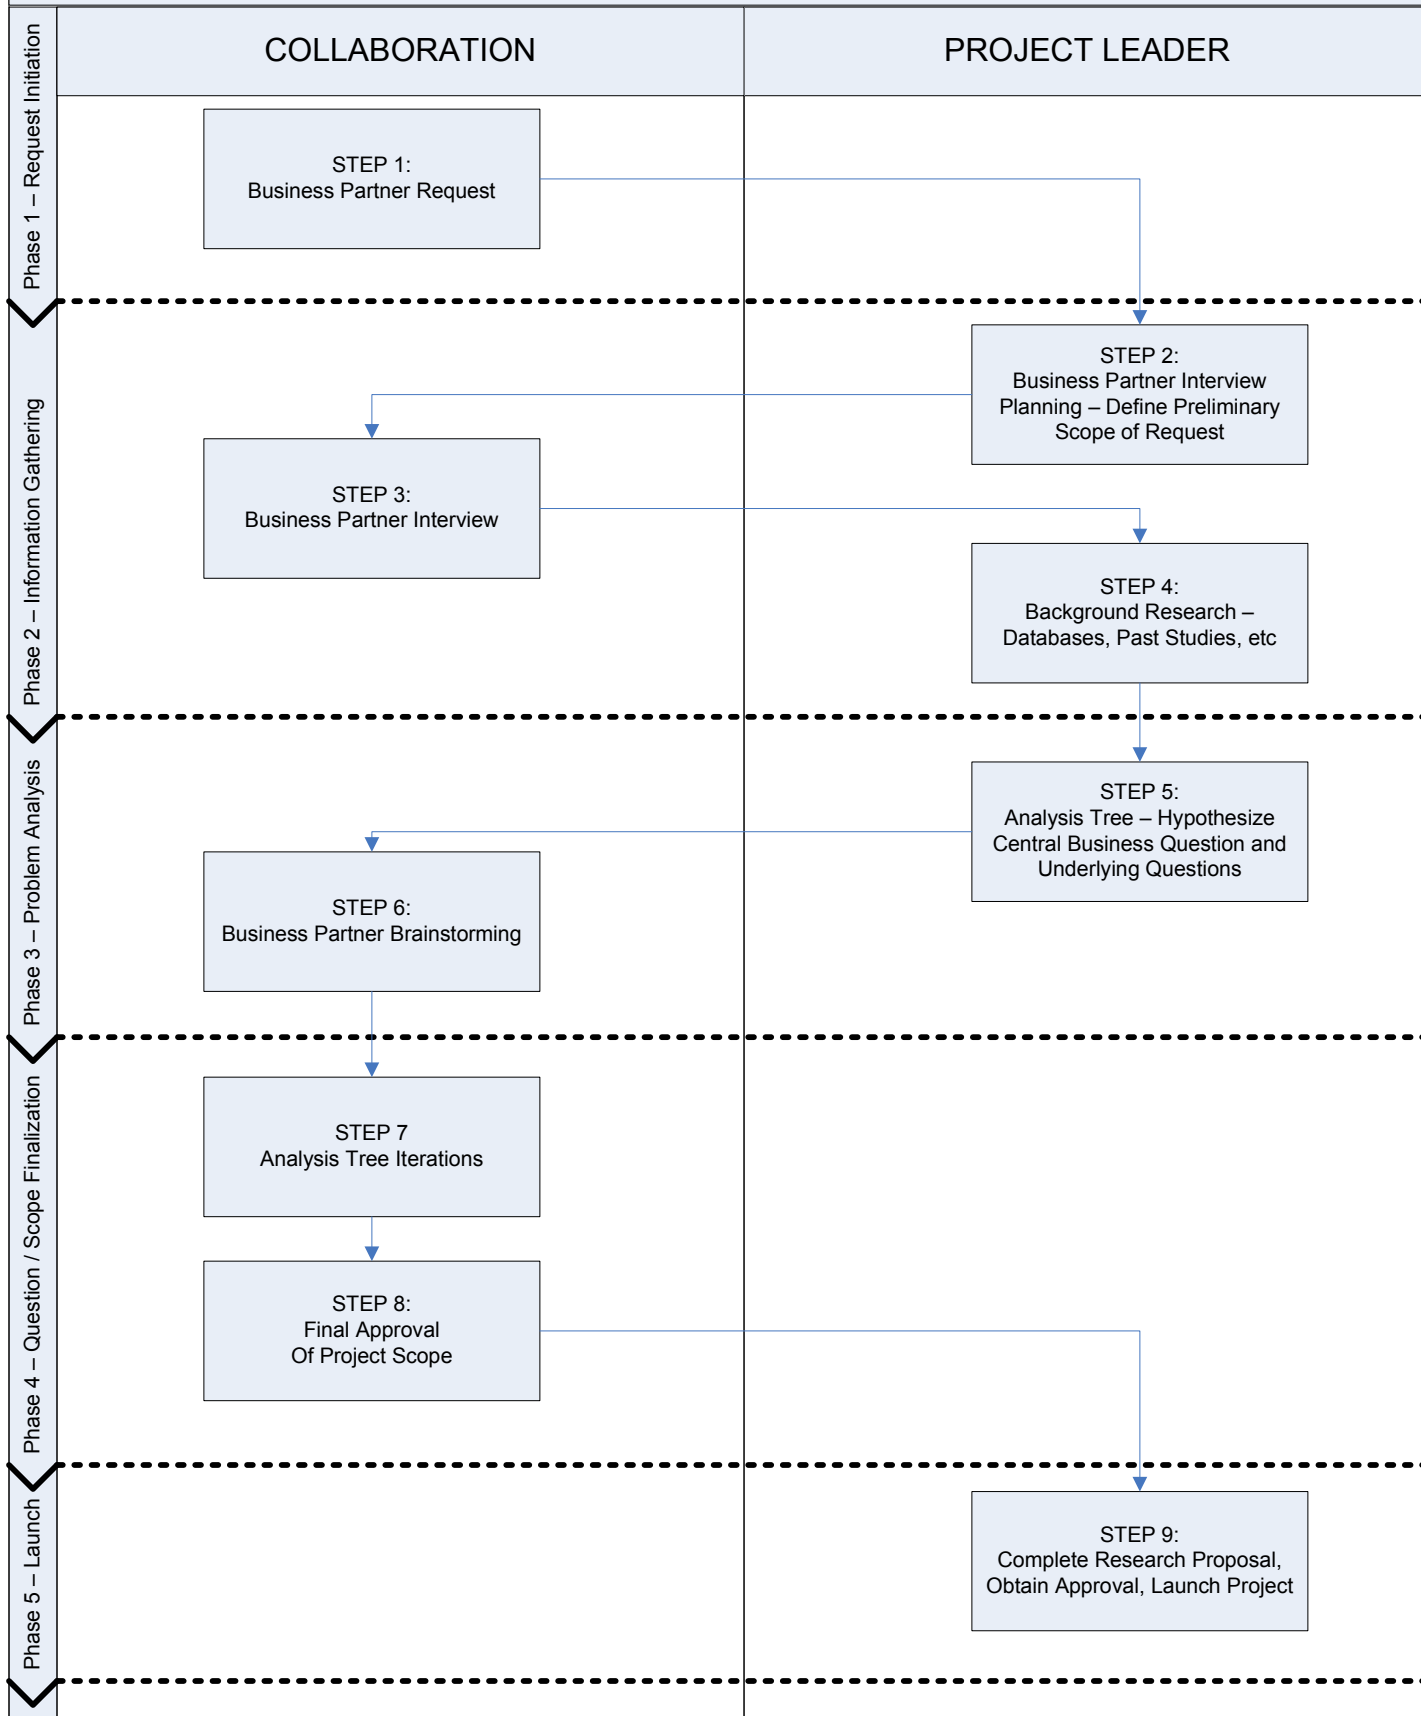 COLLABORATION
PROJECT LEADER
Phase 1 – Request Initiation
STEP 1:
Business Partner Request
Phase 2 – Information Gathering
STEP 2:
Business Partner Interview
Planning – Define Preliminary
Scope of Request
STEP 3:
Business Partner Interview
STEP 4:
Background Research –
Databases, Past Studies, etc
Phase 3 – Problem Analysis
STEP 5:
Analysis Tree – Hypothesize
Central Business Question and
Underlying Questions
STEP 6:
Business Partner Brainstorming
Phase 4 – Question / Scope Finalization
STEP 7
Analysis Tree Iterations
STEP 8:
Final Approval
Of Project Scope
Phase 5 – Launch
STEP 9:
Complete Research Proposal,
Obtain Approval, Launch Project